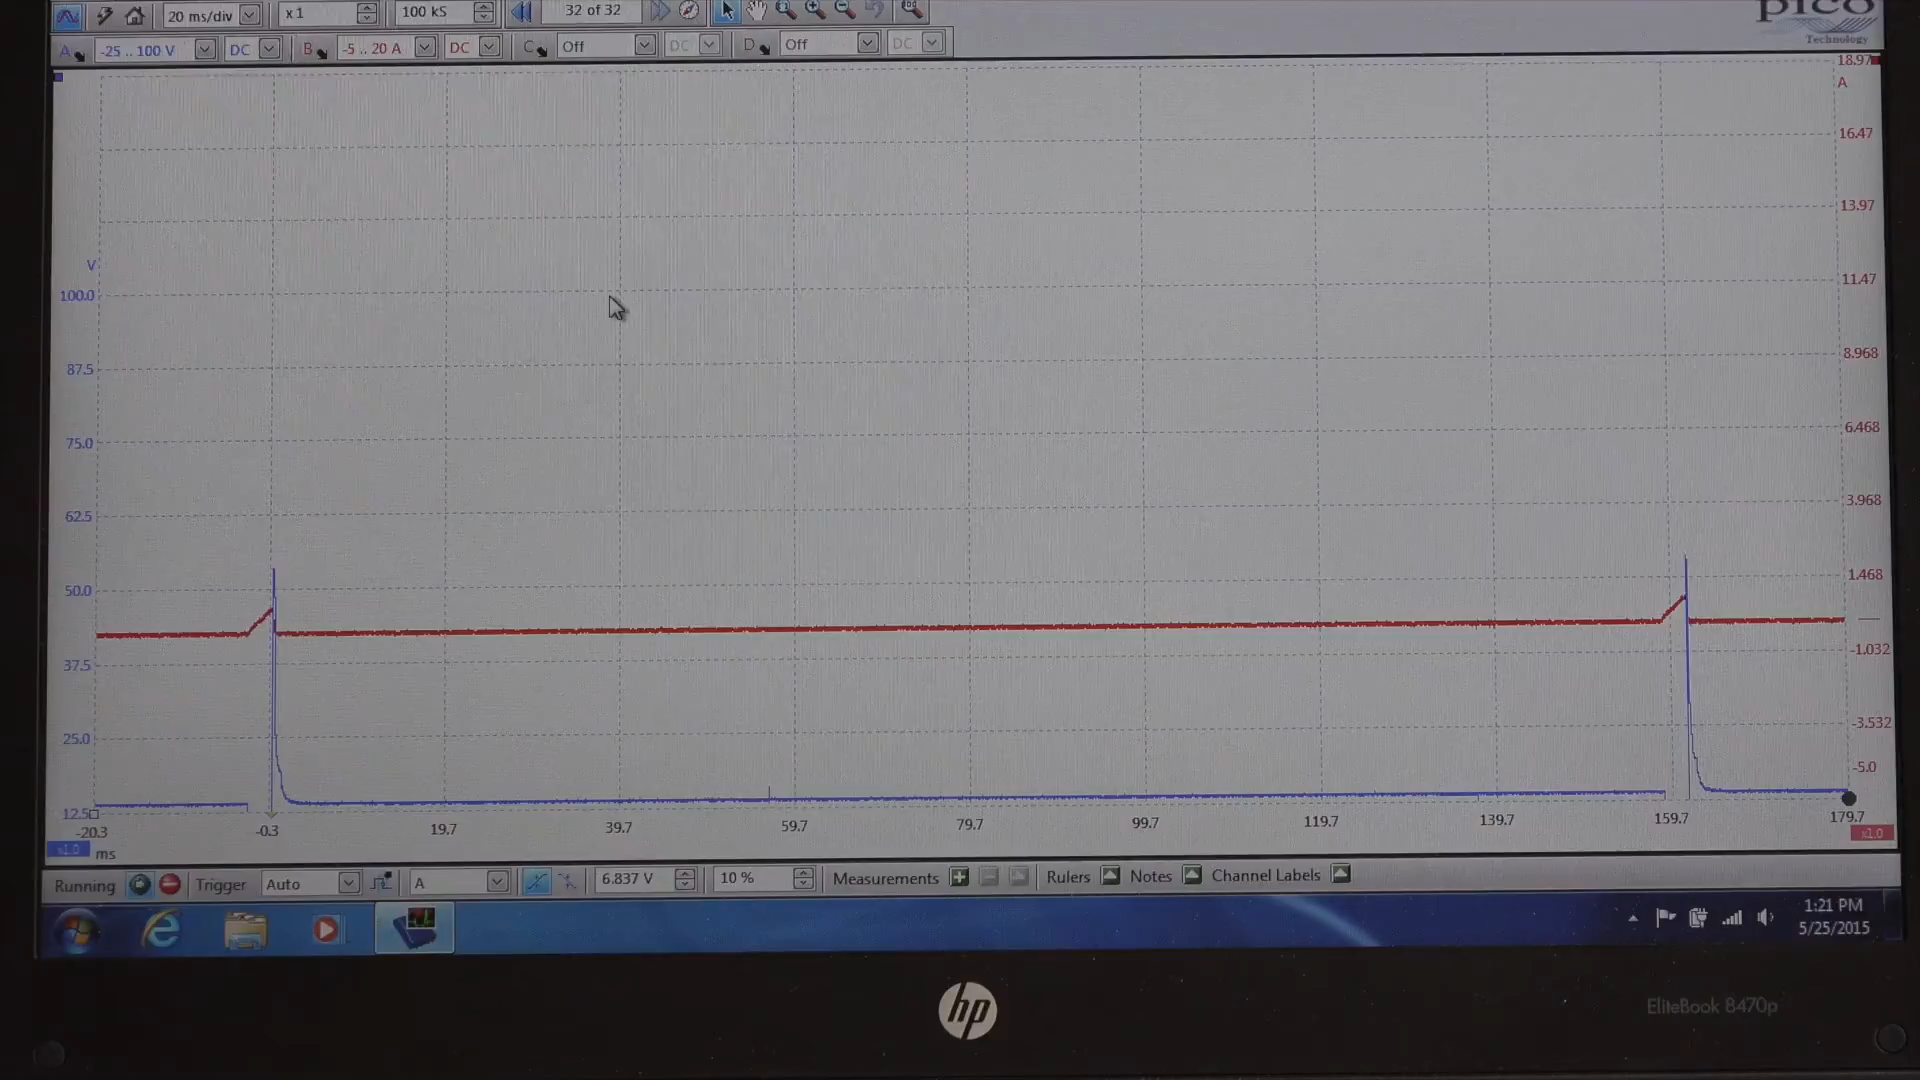 20 ms/div x 1 100 kS 32 of 32
pico
Technology
A -25 .. 100 V DC B -5 .. 20 A DC C Off DC D Off DC
18.97
A
16.47
13.97
V
11.47
100.0
8.968
87.5
6.468
75.0
3.968
62.5
1.468
50.0
-1.032
37.5
-3.532
25.0
-5.0
12.5
-20.3 -0.3 19.7 39.7 59.7 79.7 99.7 119.7 139.7 159.7 179.7
x1.0 ms x1.0
Running Trigger Auto A 6.837 V 10 % Measurements Rulers Notes Channel Labels
1:21 PM
5/25/2015
hp
EliteBook 8470p